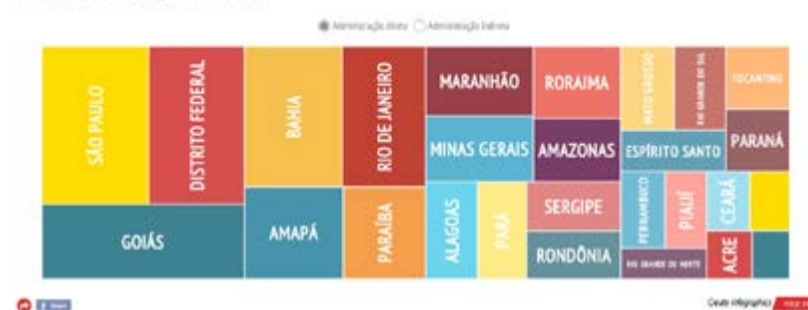 Administração direta Administração Indireta
SÃO PAULO
DISTRITO FEDERAL
GOIÁS
BAHIA
AMAPÁ
RIO DE JANEIRO
PARAÍBA
MARANHÃO
RORAIMA
MINAS GERAIS
AMAZONAS
ALAGOAS
PARÁ
SERGIPE
RONDÔNIA
MATO GROSSO
RIO GRANDE DO SUL
TOCANTINS
ESPÍRITO SANTO
PARANÁ
PERNAMBUCO
PIAUÍ
CEARÁ
RIO GRANDE DO NORTE
ACRE
Create infographics